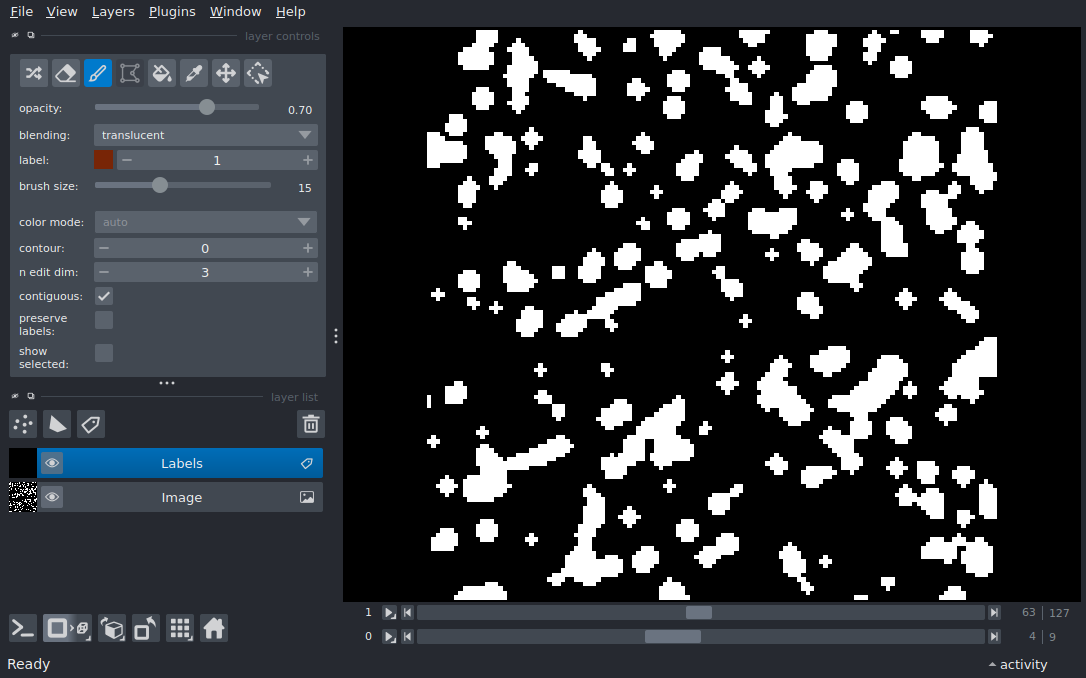 File View Layers Plugins Window Help
layer controls
opacity: 0.70
blending: translucent
label: 1
brush size: 15
color mode: auto
contour: 0
n edit dim: 3
contiguous:
preserve
labels:
show
selected:
layer list
Labels
Image
1 63 127
0 4 9
Ready activity